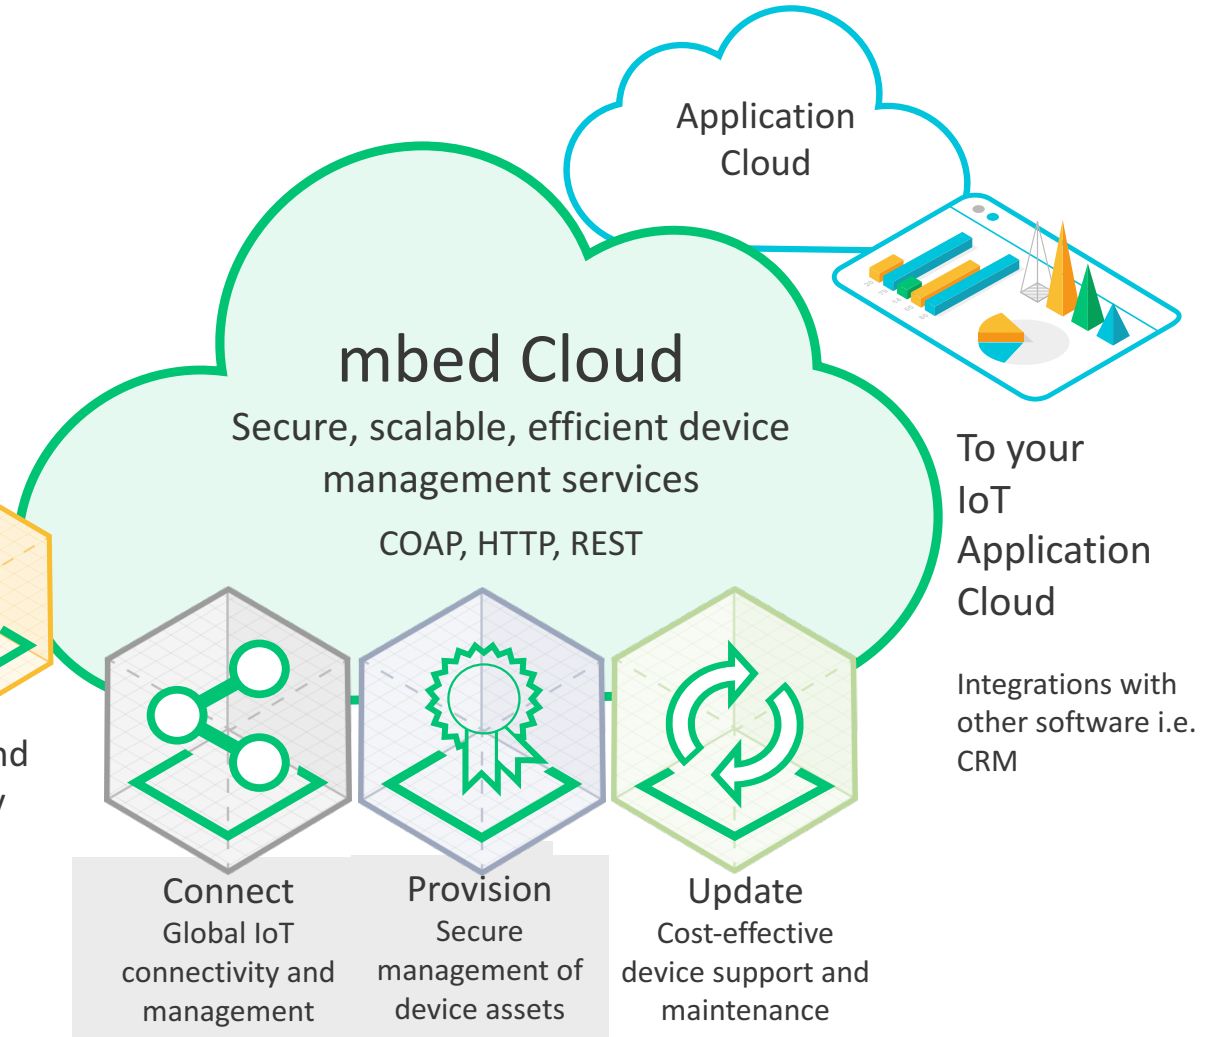 Application
Cloud
mbed Cloud
Secure, scalable, efficient device
management services
COAP, HTTP, REST
To your
IoT
Application
Cloud
Integrations with
other software i.e.
CRM
Connect
Global IoT
connectivity and
management
Provision
Secure
management of
device assets
Update
Cost-effective
device support and
maintenance